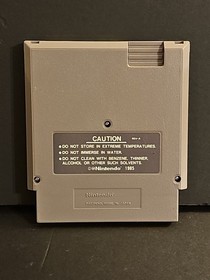 CAUTION
• DO NOT STORE IN EXTREME TEMPERATURES.
• DO NOT IMMERSE IN WATER.
• DO NOT CLEAN WITH BENZENE, THINNER,
ALCOHOL OR OTHER SUCH SOLVENTS.
©Nintendo® 1985